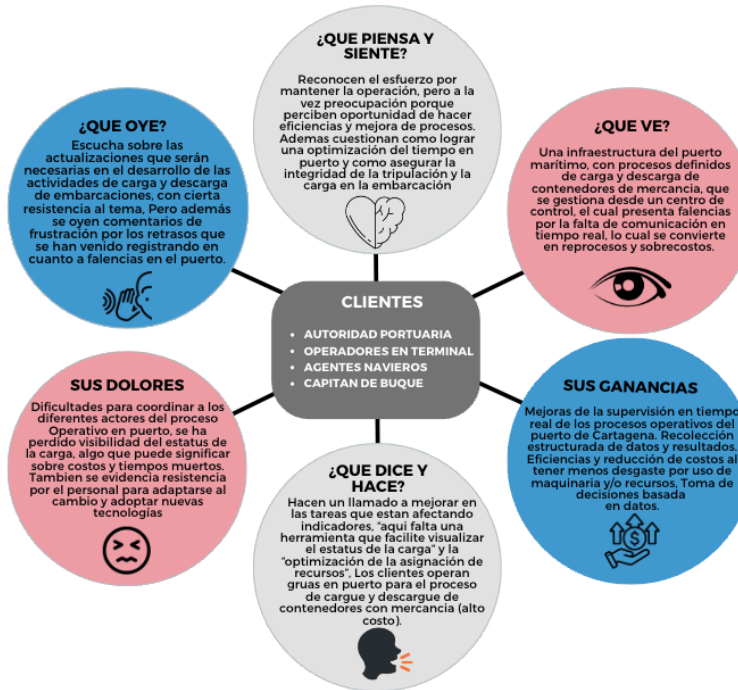 ¿QUE PIENSA Y
SIENTE?
Reconocen el esfuerzo por
mantener la operación, pero a la
vez preocupación porque
perciben oportunidad de hacer
eficiencias y mejora de procesos.
Ademas cuestionan como lograr
una optimización del tiempo en
puerto y como asegurar la
integridad de la tripulación y la
carga en la embarcación
¿QUE OYE?
Escucha sobre las
actualizaciones que serán
necesarias en el desarrollo de las
actividades de carga y descarga
de embarcaciones, con cierta
resistencia al tema, Pero además
se oyen comentarios de
frustración por los retrasos que
se han venido registrando en
cuanto a falencias en el puerto.
¿QUE VE?
Una infraestructura del puerto
marítimo, con procesos definidos
de carga y descarga de
contenedores de mercancia, que
se gestiona desde un centro de
control, el cual presenta falencias
por la falta de comunicación en
tiempo real, lo cual se convierte
en reprocesos y sobrecostos.
CLIENTES
• AUTORIDAD PORTUARIA
• OPERADORES EN TERMINAL
• AGENTES NAVIEROS
• CAPITAN DE BUQUE
SUS DOLORES
Dificultades para coordinar a los
diferentes actores del proceso
Operativo en puerto, se ha
perdido visibilidad del estatus de
la carga, algo que puede significar
sobre costos y tiempos muertos.
Tambien se evidencia resistencia
por el personal para adaptarse al
cambio y adoptar nuevas
tecnologías
SUS GANANCIAS
Mejoras de la supervisión en tiempo
real de los procesos operativos del
puerto de Cartagena. Recolección
estructurada de datos y resultados.
Eficiencias y reducción de costos al
tener menos desgaste por uso de
maquinaria y/o recursos, Toma de
decisiones basada
en datos.
¿QUE DICE Y
HACE?
Hacen un llamado a mejorar en
las tareas que estan afectando
indicadores, "aqui falta una
herramienta que facilite visualizar
el estatus de la carga" y la
"optimización de la asignación de
recursos", Los clientes operan
gruas en puerto para el proceso
de cargue y descargue de
contenedores con mercancia (alto
costo).